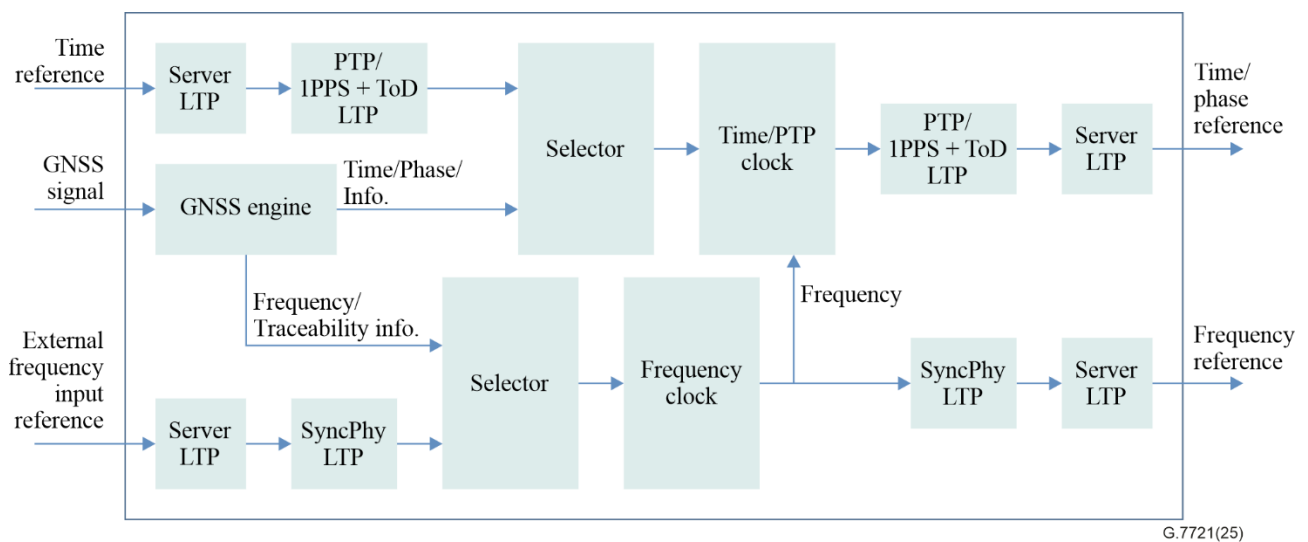 Time
reference
Server
LTP
PTP/
1PPS + ToD
LTP
Selector
Time/PTP
clock
PTP/
1PPS + ToD
LTP
Server
LTP
Time/
phase
reference
GNSS
signal
GNSS engine
Time/Phase/
Info.
Frequency/
Traceability info.
Frequency
External
frequency
input
reference
Server
LTP
SyncPhy
LTP
Selector
Frequency
clock
SyncPhy
LTP
Server
LTP
Frequency
reference
G.7721(25)